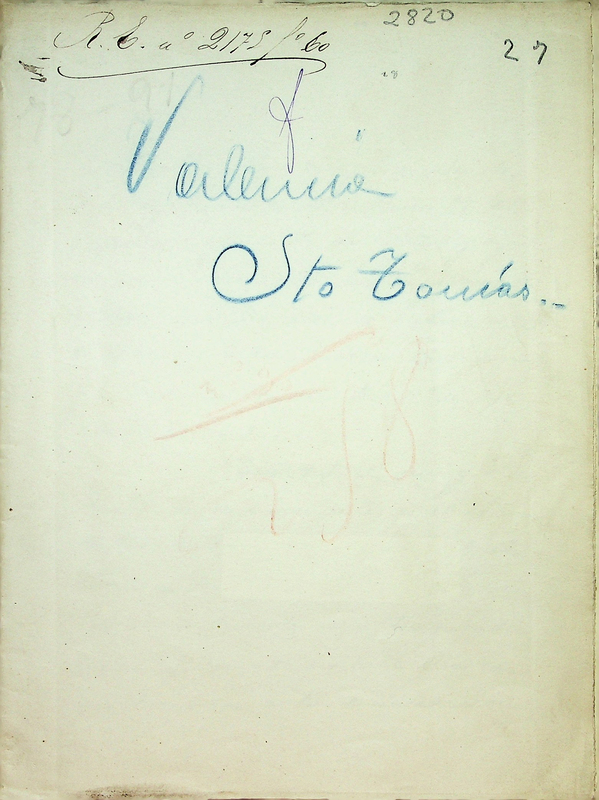 2820
R. E. nº 2175 fº 60
27
Valencia
Sto Tomás.